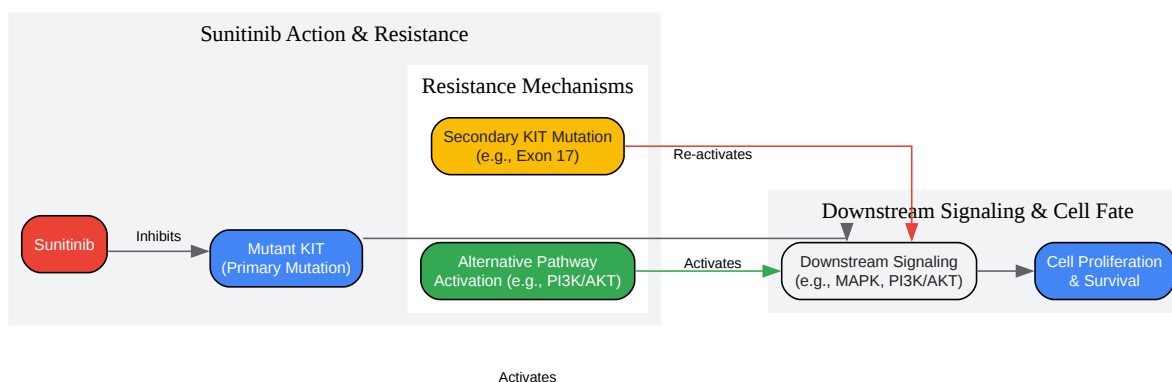 Sunitinib Action & Resistance
Resistance Mechanisms
Secondary KIT Mutation
(e.g., Exon 17)
Re-activates
Downstream Signaling & Cell Fate
Sunitinib
Inhibits
Mutant KIT
(Primary Mutation)
Alternative Pathway
Activation (e.g., PI3K/AKT)
Activates
Downstream Signaling
(e.g., MAPK, PI3K/AKT)
Cell Proliferation
& Survival
Activates